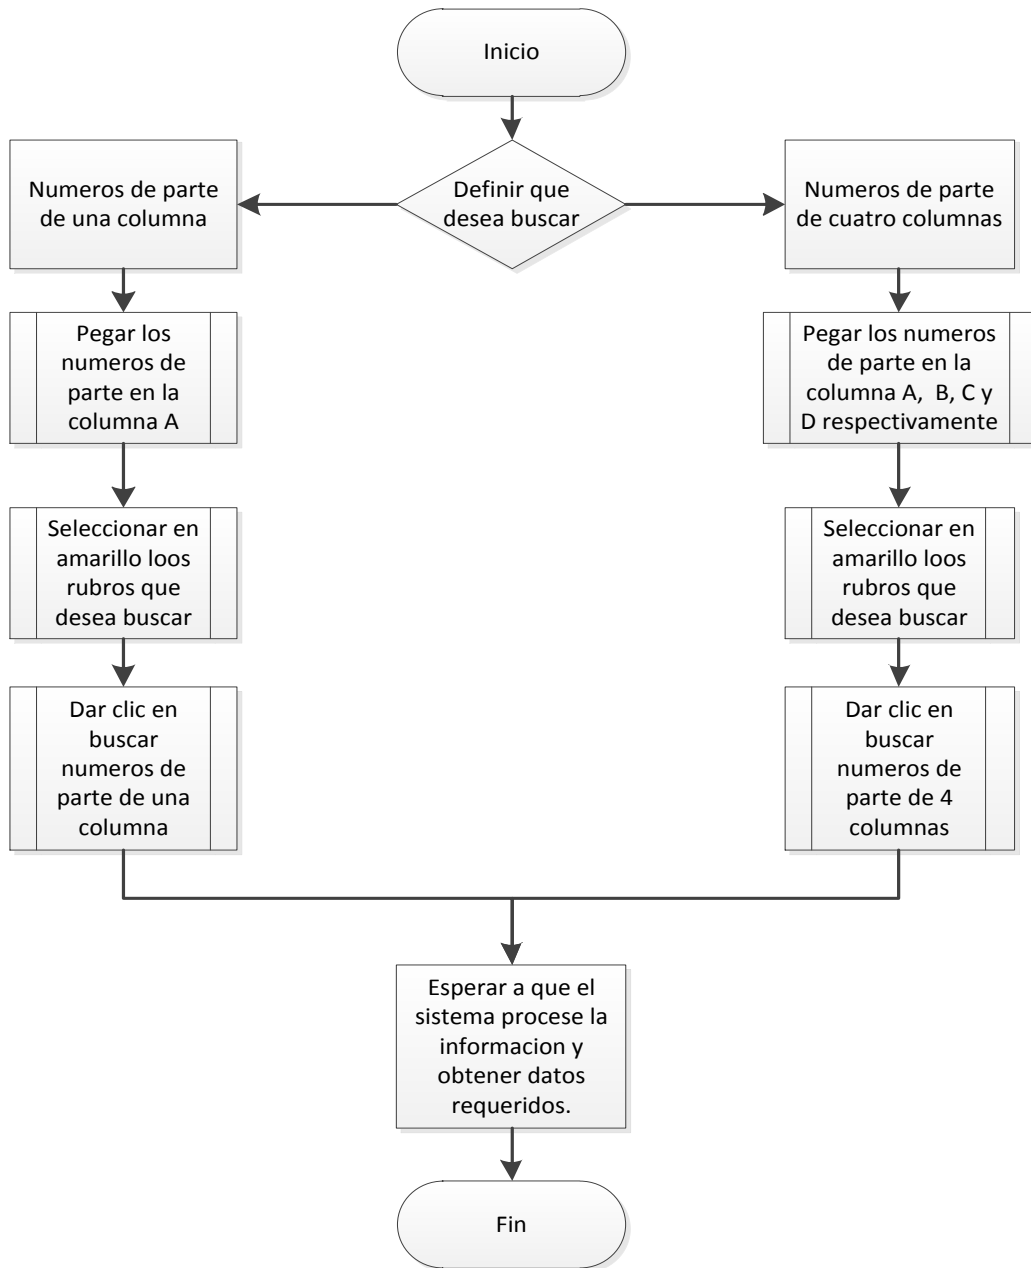 Inicio
Definir que
desea buscar
Numeros de parte
de una columna
Numeros de parte
de cuatro columnas
Pegar los
numeros de
parte en la
columna A
Pegar los numeros
de parte en la
columna A,  B, C y
D respectivamente
Seleccionar en
amarillo loos
rubros que
desea buscar
Seleccionar en
amarillo loos
rubros que
desea buscar
Dar clic en
buscar
numeros de
parte de una
columna
Dar clic en
buscar
numeros de
parte de 4
columnas
Esperar a que el
sistema procese la
informacion y
obtener datos
requeridos.
Fin